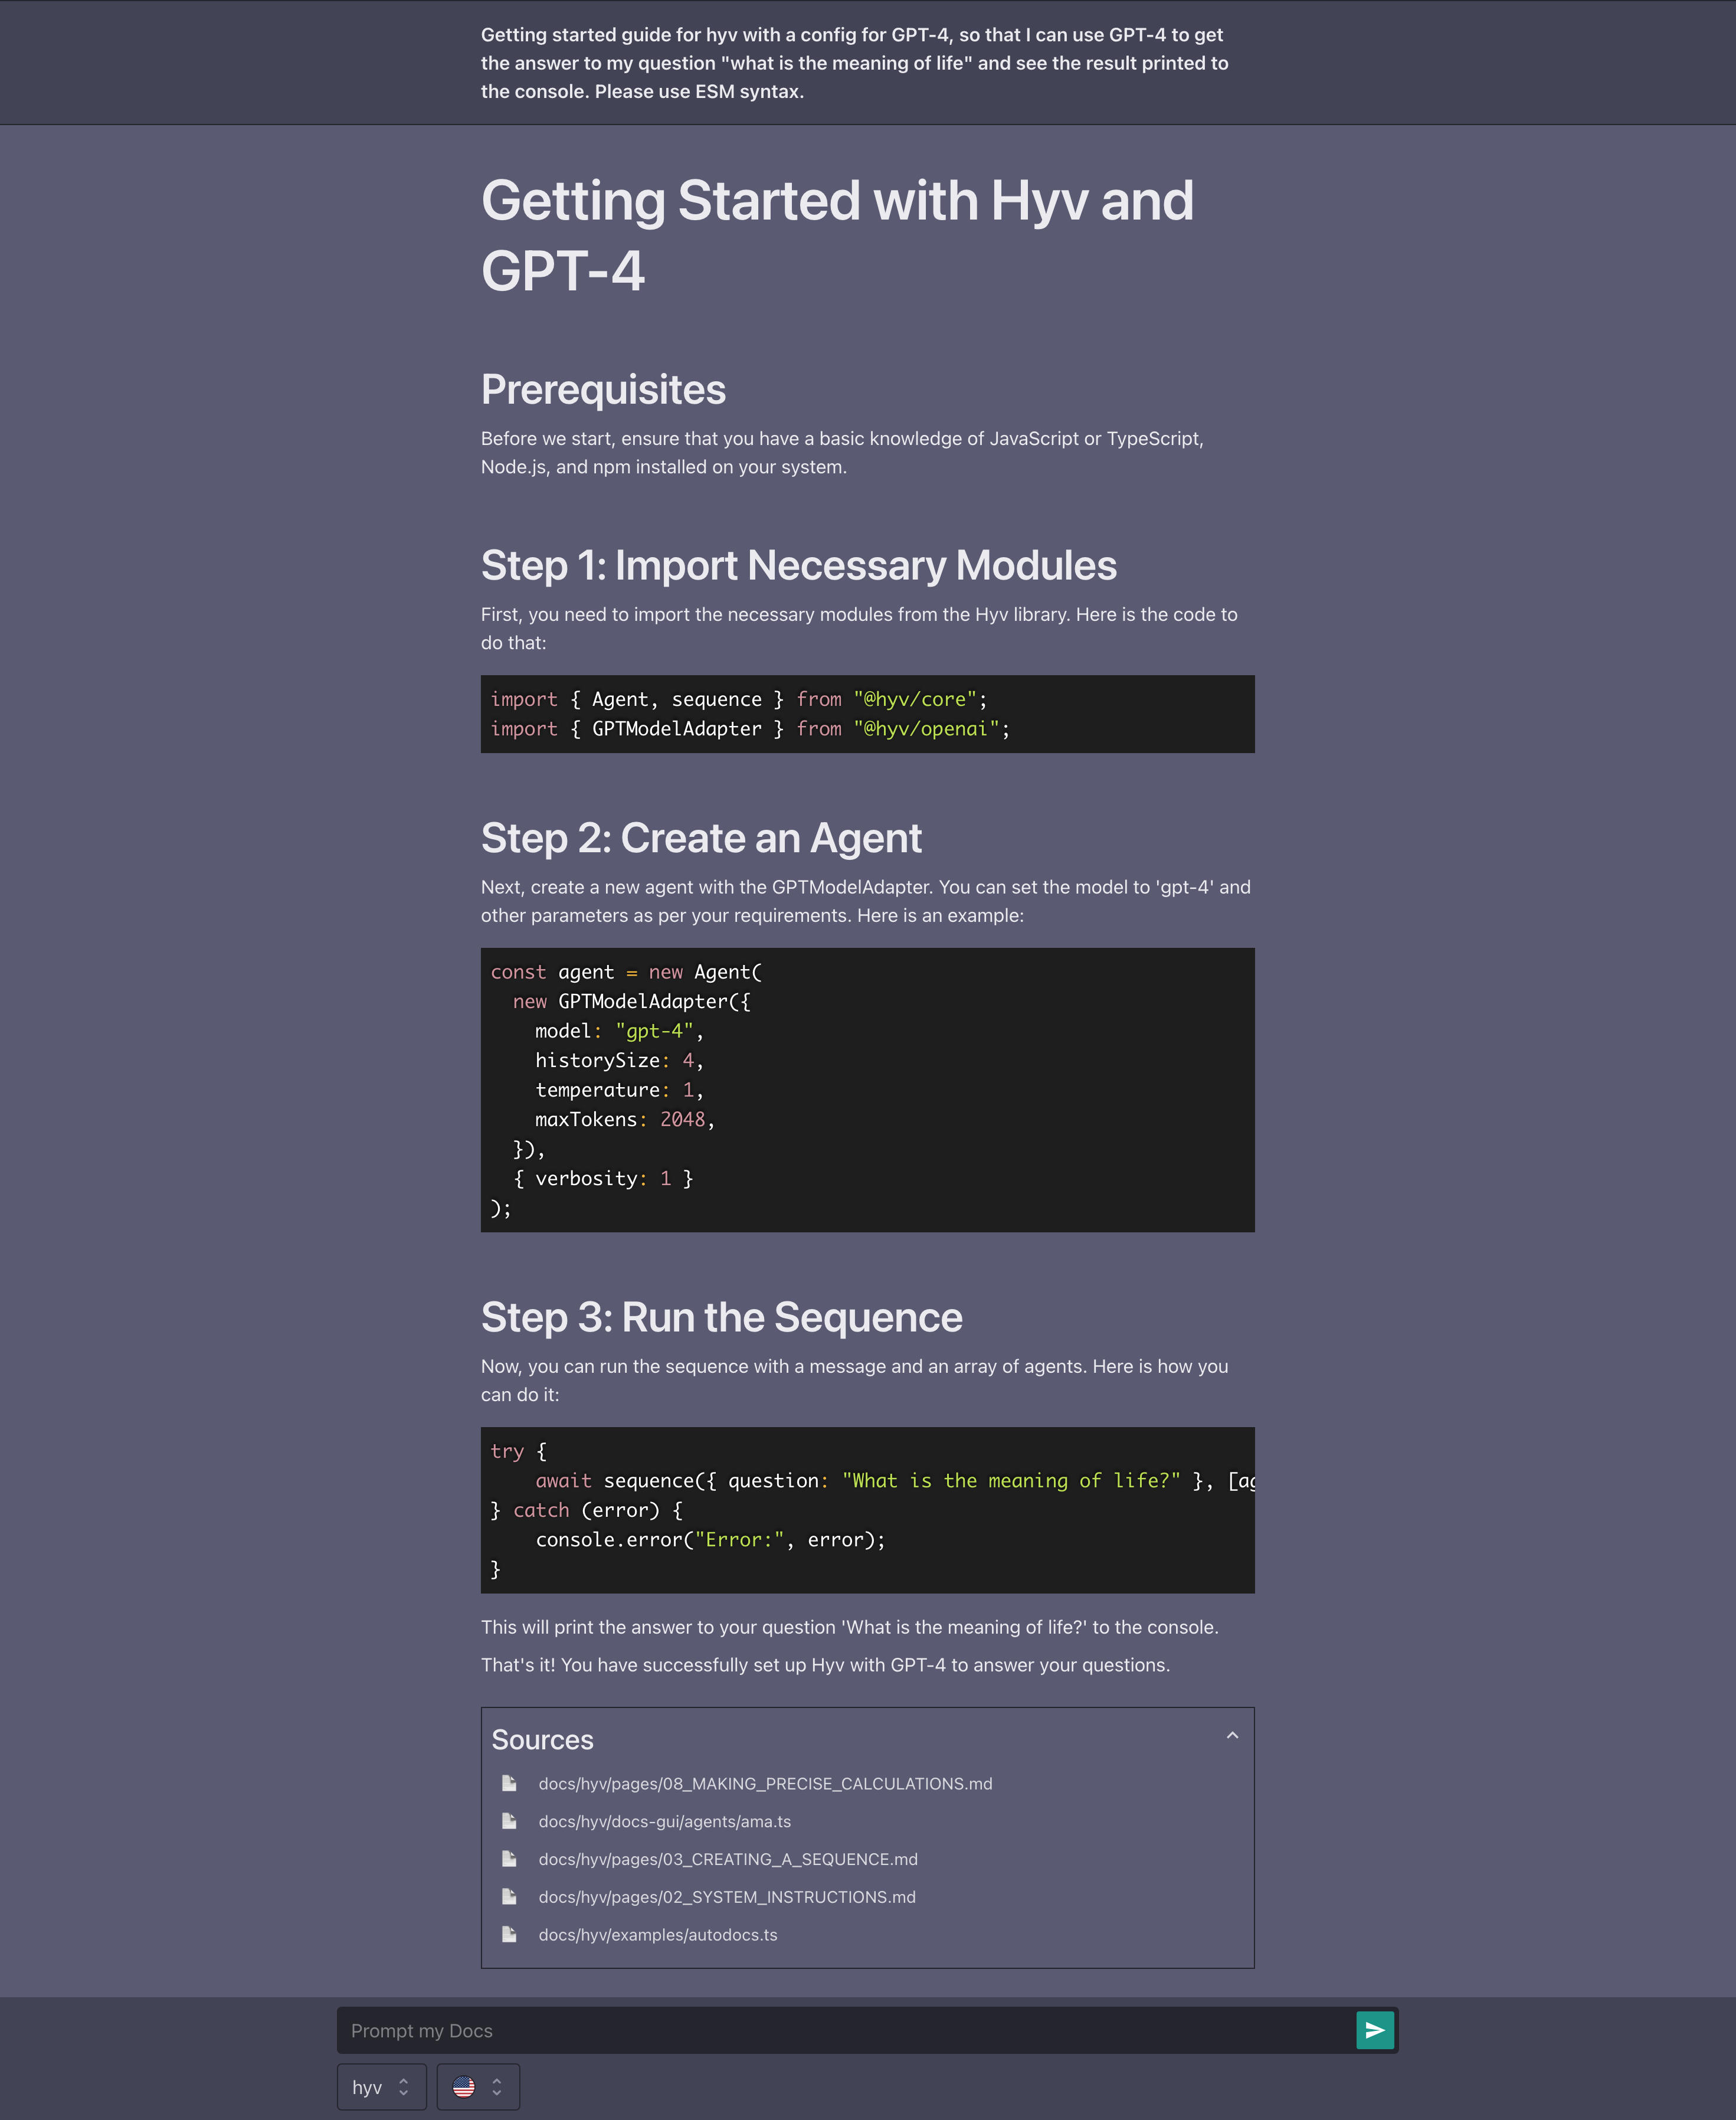 Getting started guide for hyv with a config for GPT-4, so that I can use GPT-4 to get
the answer to my question "what is the meaning of life" and see the result printed to
the console. Please use ESM syntax.
Getting Started with Hyv and
GPT-4
Prerequisites
Before we start, ensure that you have a basic knowledge of JavaScript or TypeScript,
Node.js, and npm installed on your system.
Step 1: Import Necessary Modules
First, you need to import the necessary modules from the Hyv library. Here is the code to
do that:
import { Agent, sequence } from "@hyv/core";
import { GPTModelAdapter } from "@hyv/openai";
Step 2: Create an Agent
Next, create a new agent with the GPTModelAdapter. You can set the model to 'gpt-4' and
other parameters as per your requirements. Here is an example:
const agent = new Agent(
  new GPTModelAdapter({
    model: "gpt-4",
    historySize: 4,
    temperature: 1,
    maxTokens: 2048,
  }),
  { verbosity: 1 }
);
Step 3: Run the Sequence
Now, you can run the sequence with a message and an array of agents. Here is how you
can do it:
try {
    await sequence({ question: "What is the meaning of life?" }, [ag
} catch (error) {
    console.error("Error:", error);
}
This will print the answer to your question 'What is the meaning of life?' to the console.
That's it! You have successfully set up Hyv with GPT-4 to answer your questions.
Sources
docs/hyv/pages/08_MAKING_PRECISE_CALCULATIONS.md
docs/hyv/docs-gui/agents/ama.ts
docs/hyv/pages/03_CREATING_A_SEQUENCE.md
docs/hyv/pages/02_SYSTEM_INSTRUCTIONS.md
docs/hyv/examples/autodocs.ts
Prompt my Docs
hyv